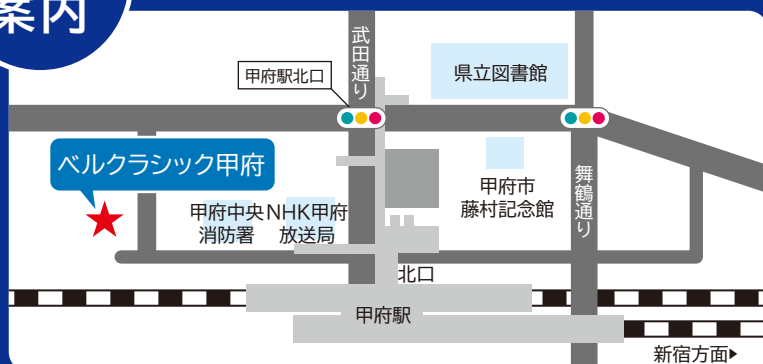 案内
武田通り
甲府駅北口
県立図書館
ベルクラシック甲府
甲府中央
消防署
NHK甲府
放送局
甲府市
藤村記念館
舞鶴通り
北口
甲府駅
新宿方面▶